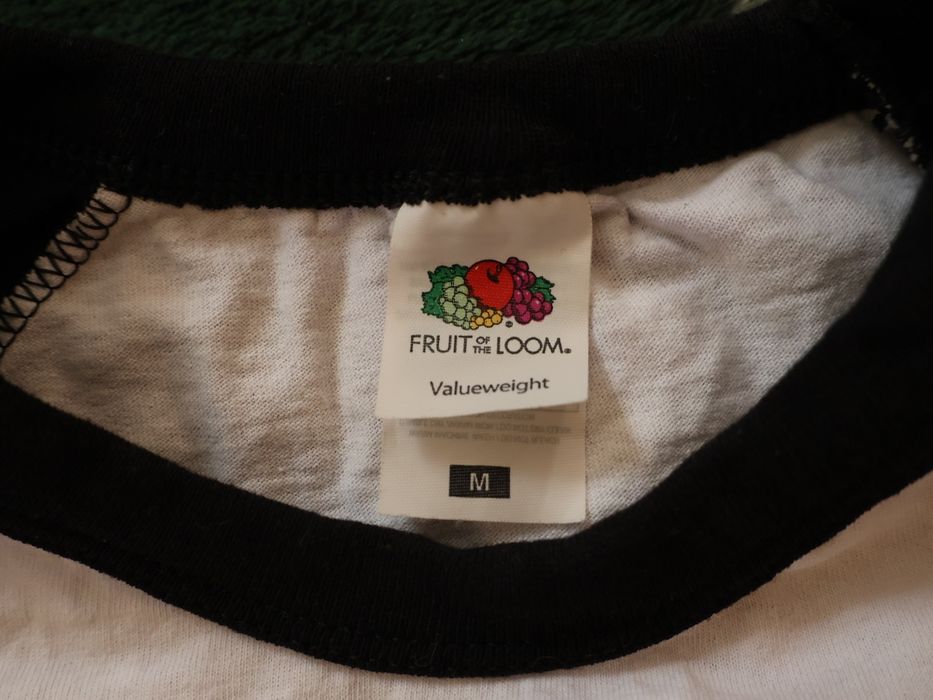 FRUIT OF THE LOOM®
Valueweight
M